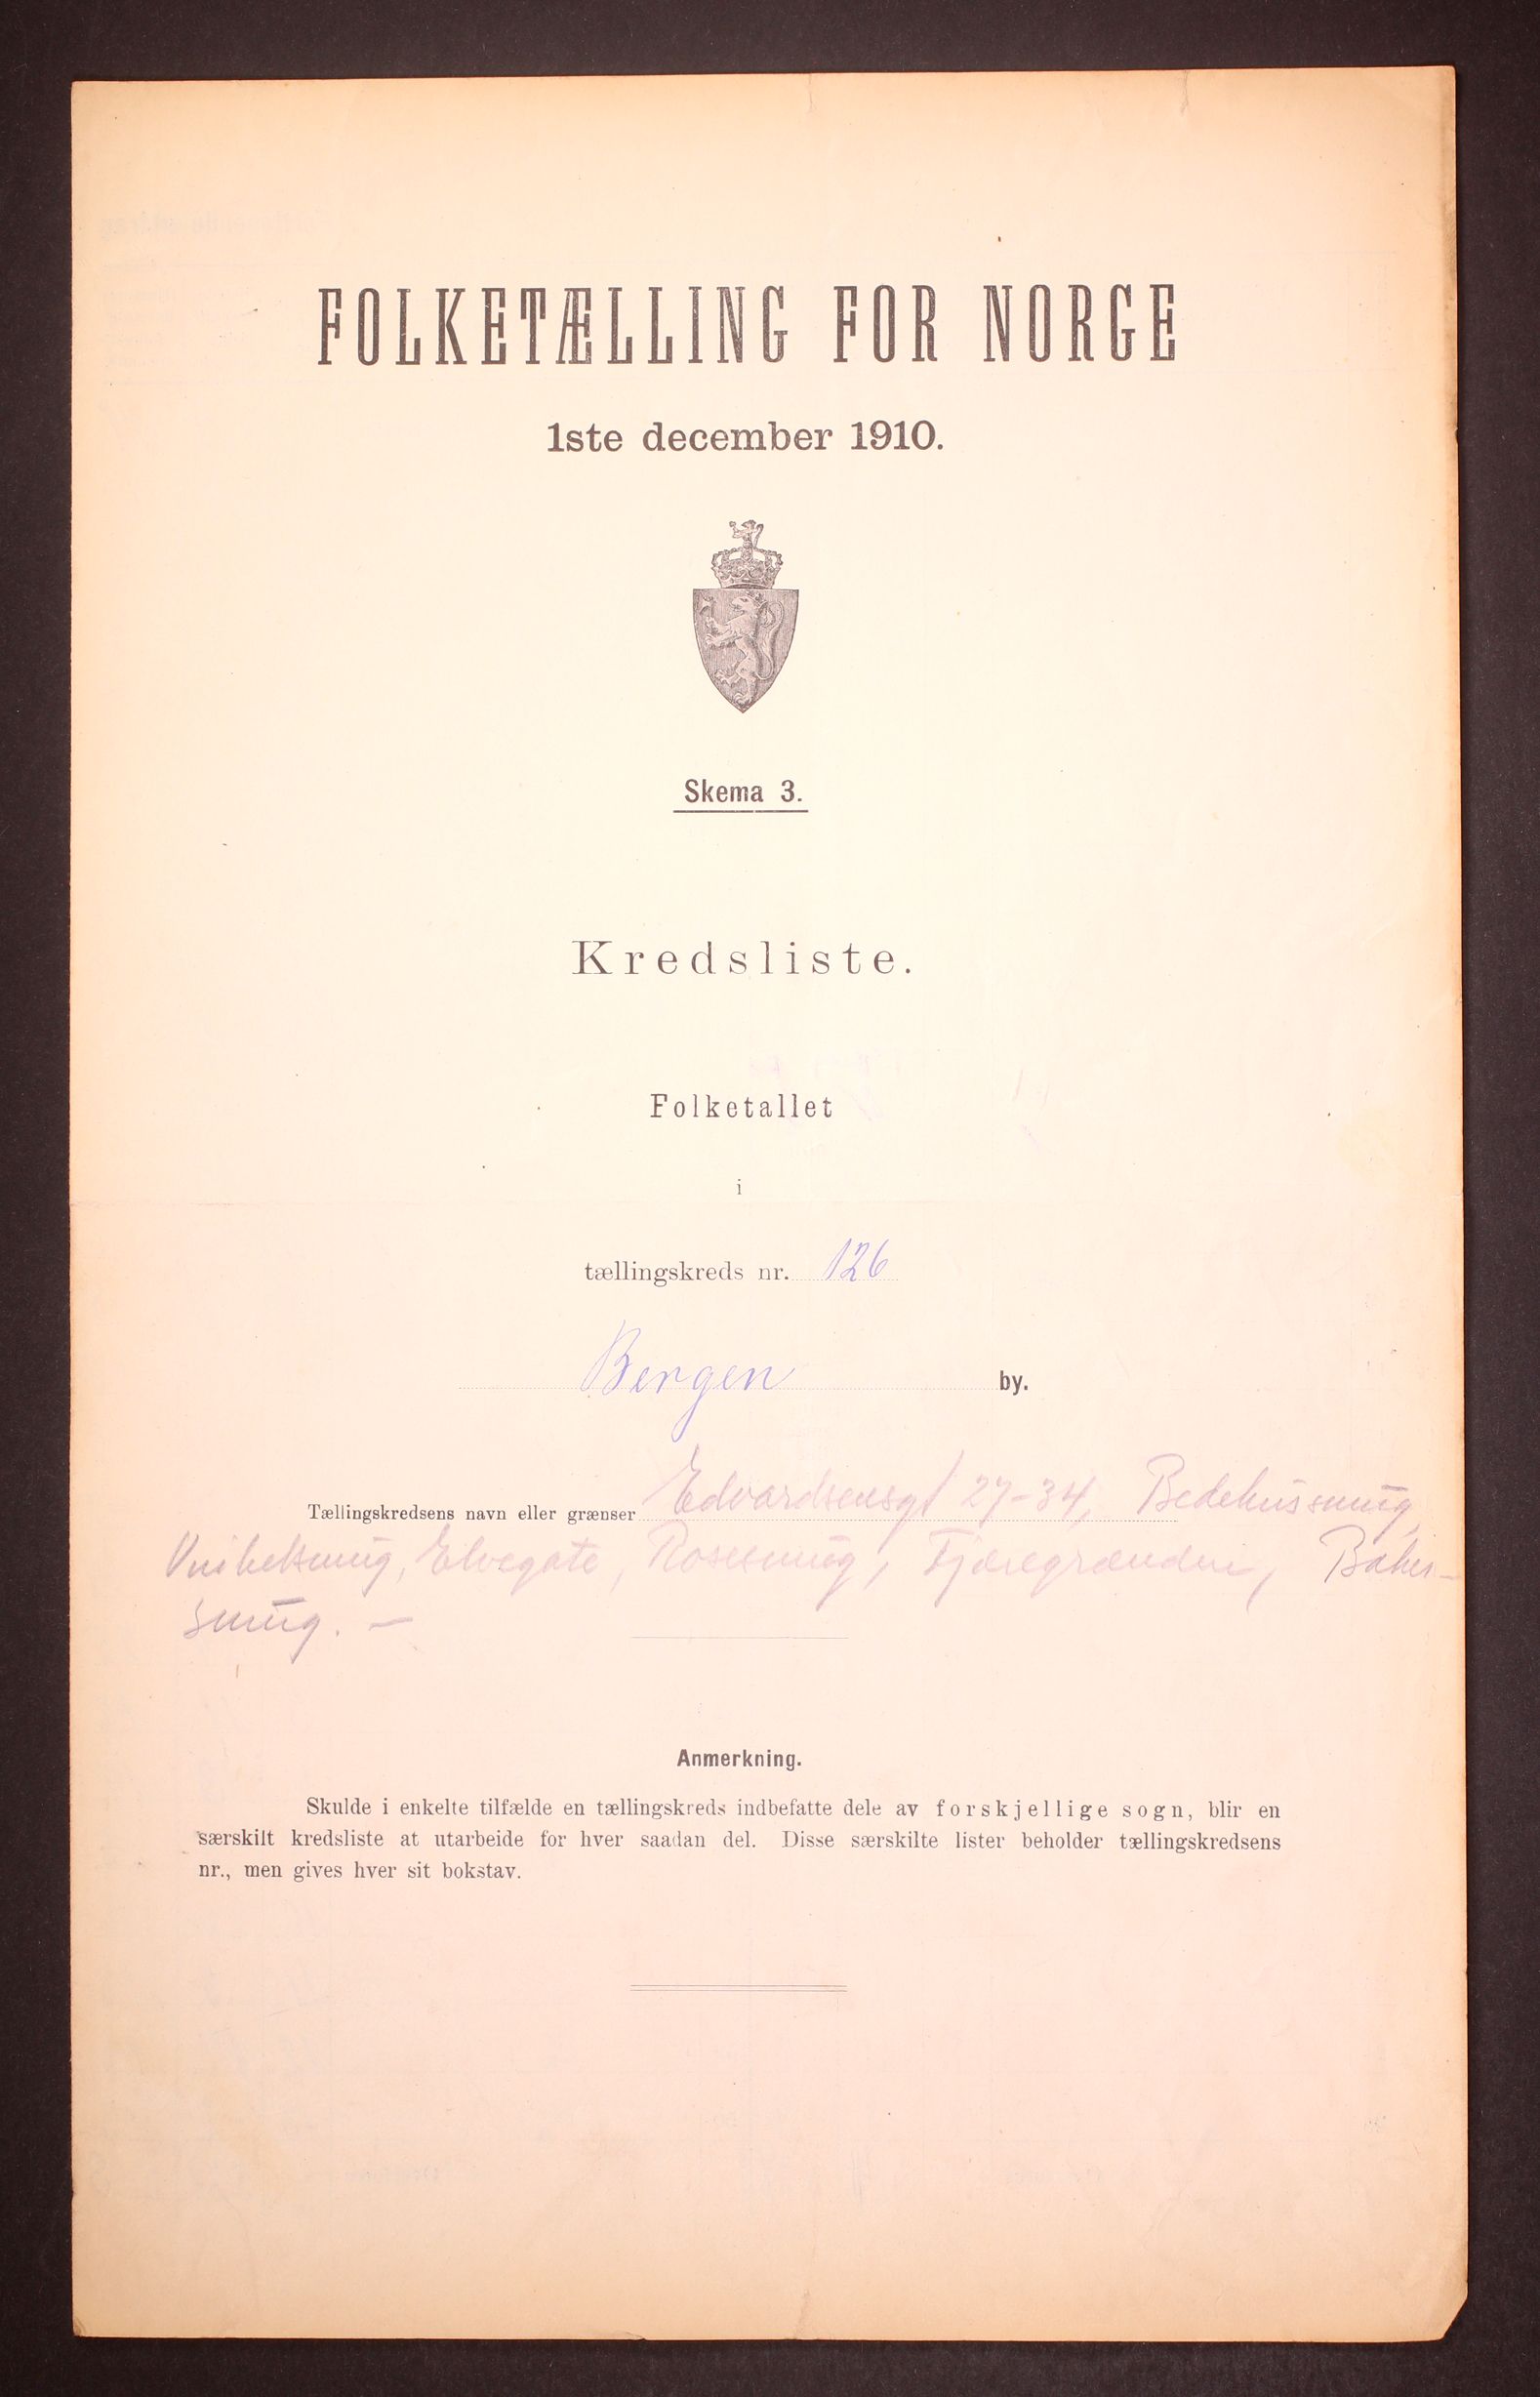 FOLKETÆLLING FOR NORGE
1ste december 1910.
Skema 3.
Kredsliste.
Folketallet
i
tællingskreds nr. 126
Bergen by.
Tællingskredsens navn eller grænser Edvardsensgt 27-34, Bedehussmug,
Elvegate, Rosesmug, Fjæregrænden, Baker-
smug. —
Anmerkning.
Skulde i enkelte tilfælde en tællingskreds indbefatte dele av forskjellige sogn, blir en
særskilt kredsliste at utarbeide for hver saadan del. Disse særskilte lister beholder tællingskredsens
nr., men gives hver sit bokstav.